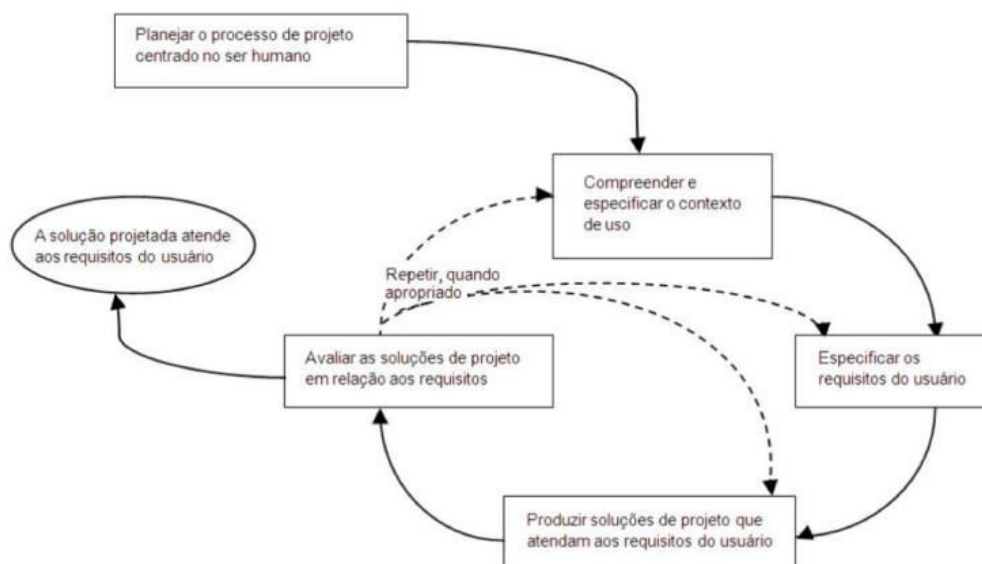 Planejar o processo de projeto
centrado no ser humano
Compreender e
especificar o contexto
de uso
A solução projetada atende
aos requisitos do usuário
Repetir, quando
apropriado
Avaliar as soluções de projeto
em relação aos requisitos
Especificar os
requisitos do usuário
Produzir soluções de projeto que
atendam aos requisitos do usuário